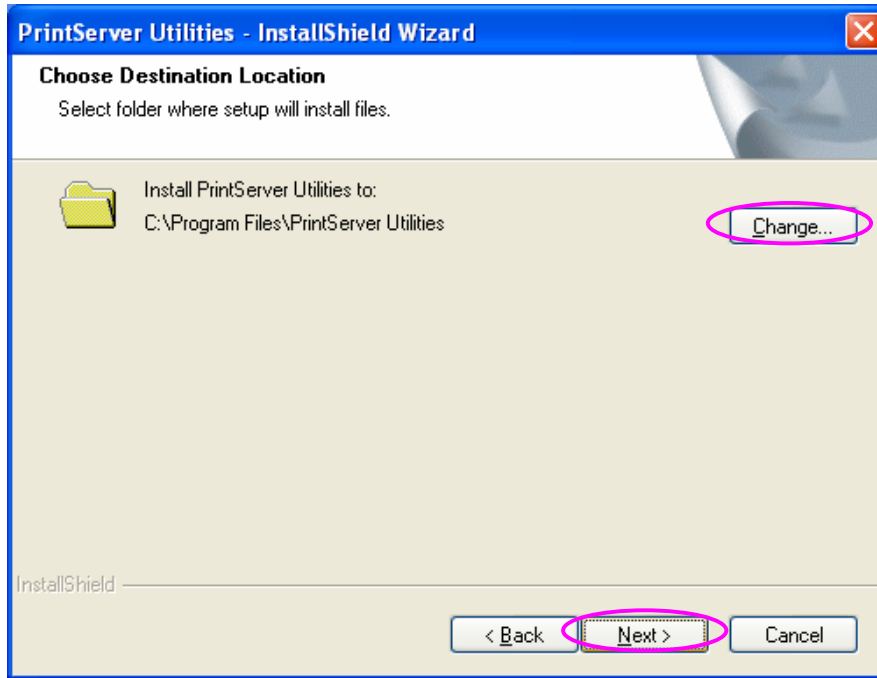 PrintServer Utilities - InstallShield Wizard
Choose Destination Location
Select folder where setup will install files.
Install PrintServer Utilities to:
C:\Program Files\PrintServer Utilities
Change...
InstallShield
< Back
Next >
Cancel